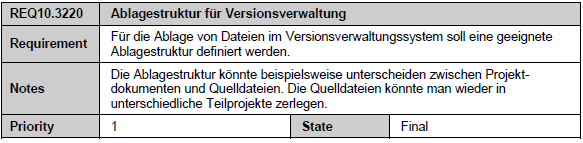 REQ10.3220 Ablagestruktur für Versionsverwaltung
Requirement Für die Ablage von Dateien im Versionsverwaltungssystem soll eine geeignete
Ablagestruktur definiert werden.
Notes Die Ablagestruktur könnte beispielsweise unterscheiden zwischen Projekt-
dokumenten und Quelldateien. Die Quelldateien könnte man wieder in
unterschiedliche Teilprojekte zerlegen.
Priority 1 State Final